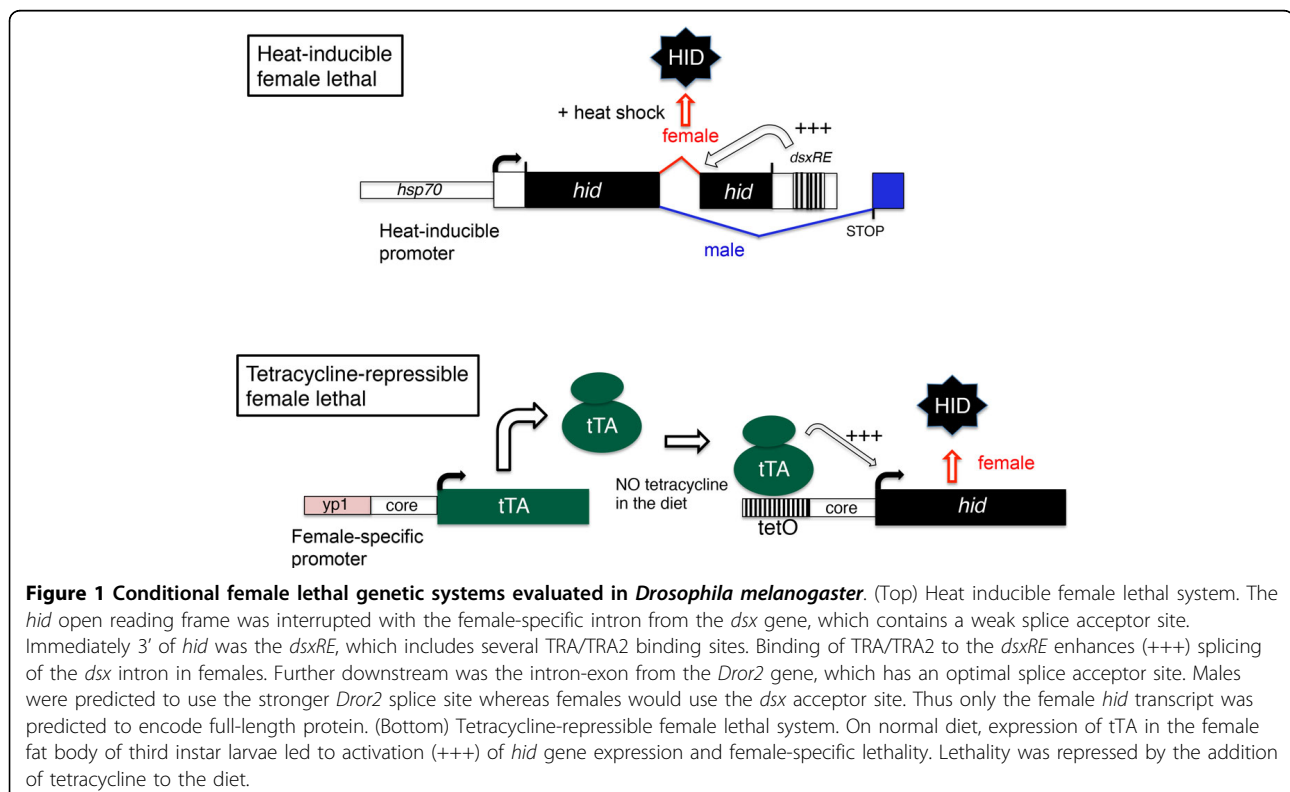 Heat-inducible
female lethal
HID
+ heat shock
female
+++
dsxRE
hsp70
hid
hid
STOP
Heat-inducible
promoter
male
Tetracycline-repressible
female lethal
tTA
HID
+++
tTA
female
NO tetracycline
in the diet
yp1
core
tTA
core
hid
tetO
Female-specific
promoter
Figure 1 Conditional female lethal genetic systems evaluated in Drosophila melanogaster. (Top) Heat inducible female lethal system. The
hid open reading frame was interrupted with the female-specific intron from the dsx gene, which contains a weak splice acceptor site.
Immediately 3’ of hid was the dsxRE, which includes several TRA/TRA2 binding sites. Binding of TRA/TRA2 to the dsxRE enhances (+++) splicing
of the dsx intron in females. Further downstream was the intron-exon from the Dror2 gene, which has an optimal splice acceptor site. Males
were predicted to use the stronger Dror2 splice site whereas females would use the dsx acceptor site. Thus only the female hid transcript was
predicted to encode full-length protein. (Bottom) Tetracycline-repressible female lethal system. On normal diet, expression of tTA in the female
fat body of third instar larvae led to activation (+++) of hid gene expression and female-specific lethality. Lethality was repressed by the addition
of tetracycline to the diet.